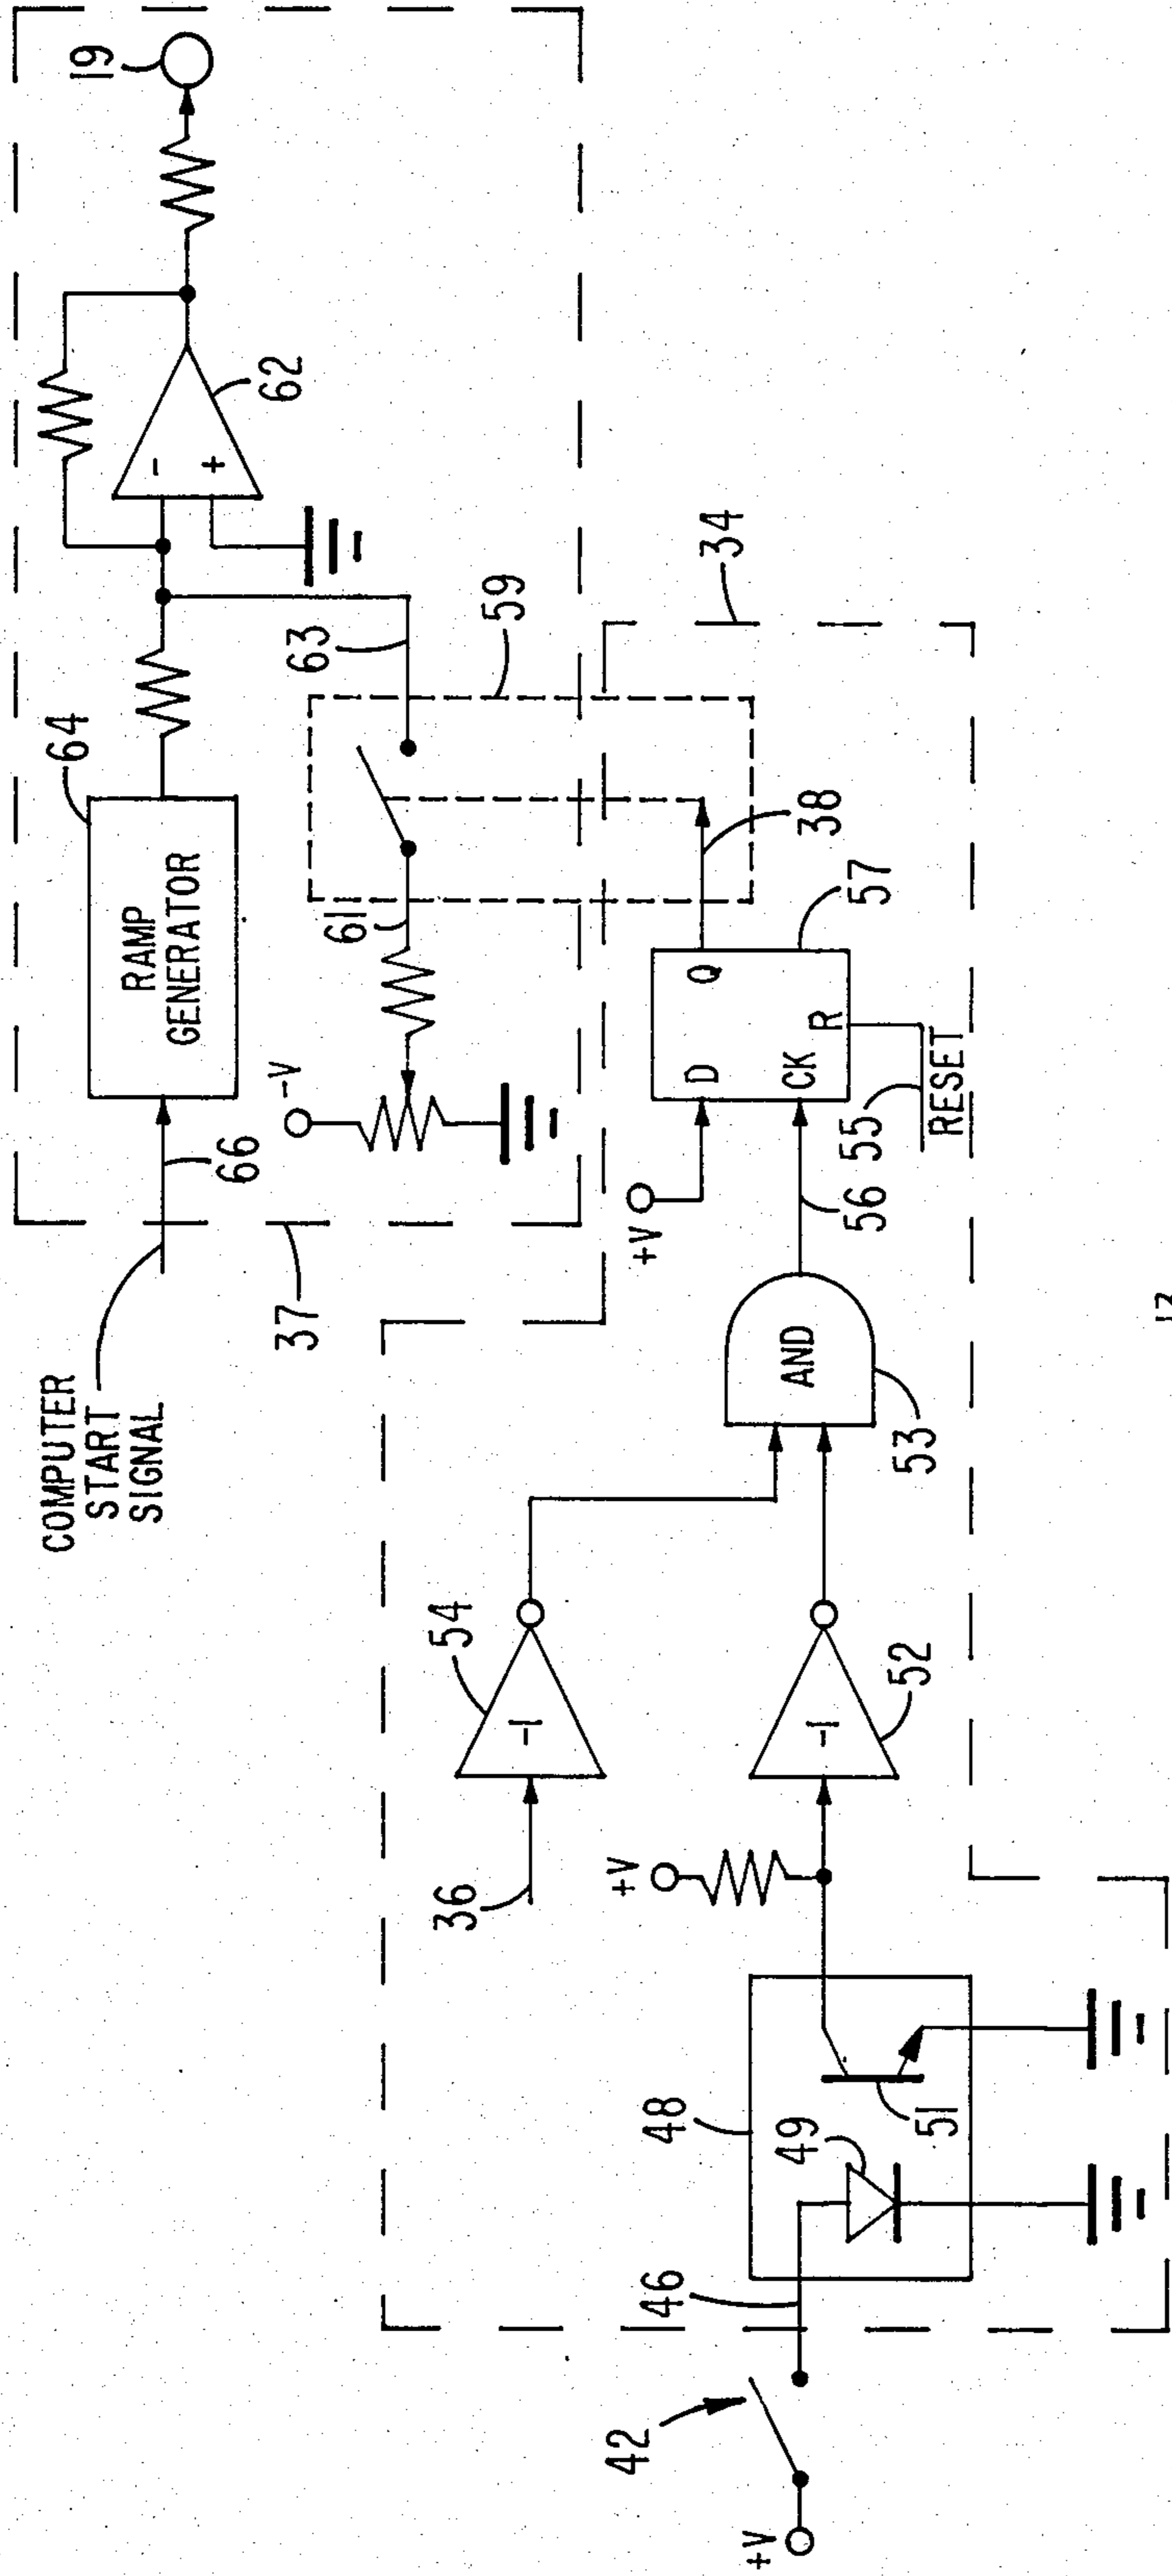 COMPUTER
START
SIGNAL
66
64
RAMP
GENERATOR
19
62
-
+
37
-V
61
63
59
34
+V
D
Q
CK
R
38
57
55
RESET
56
AND
53
54
-1
36
52
-1
+V
48
49
51
46
42
+V